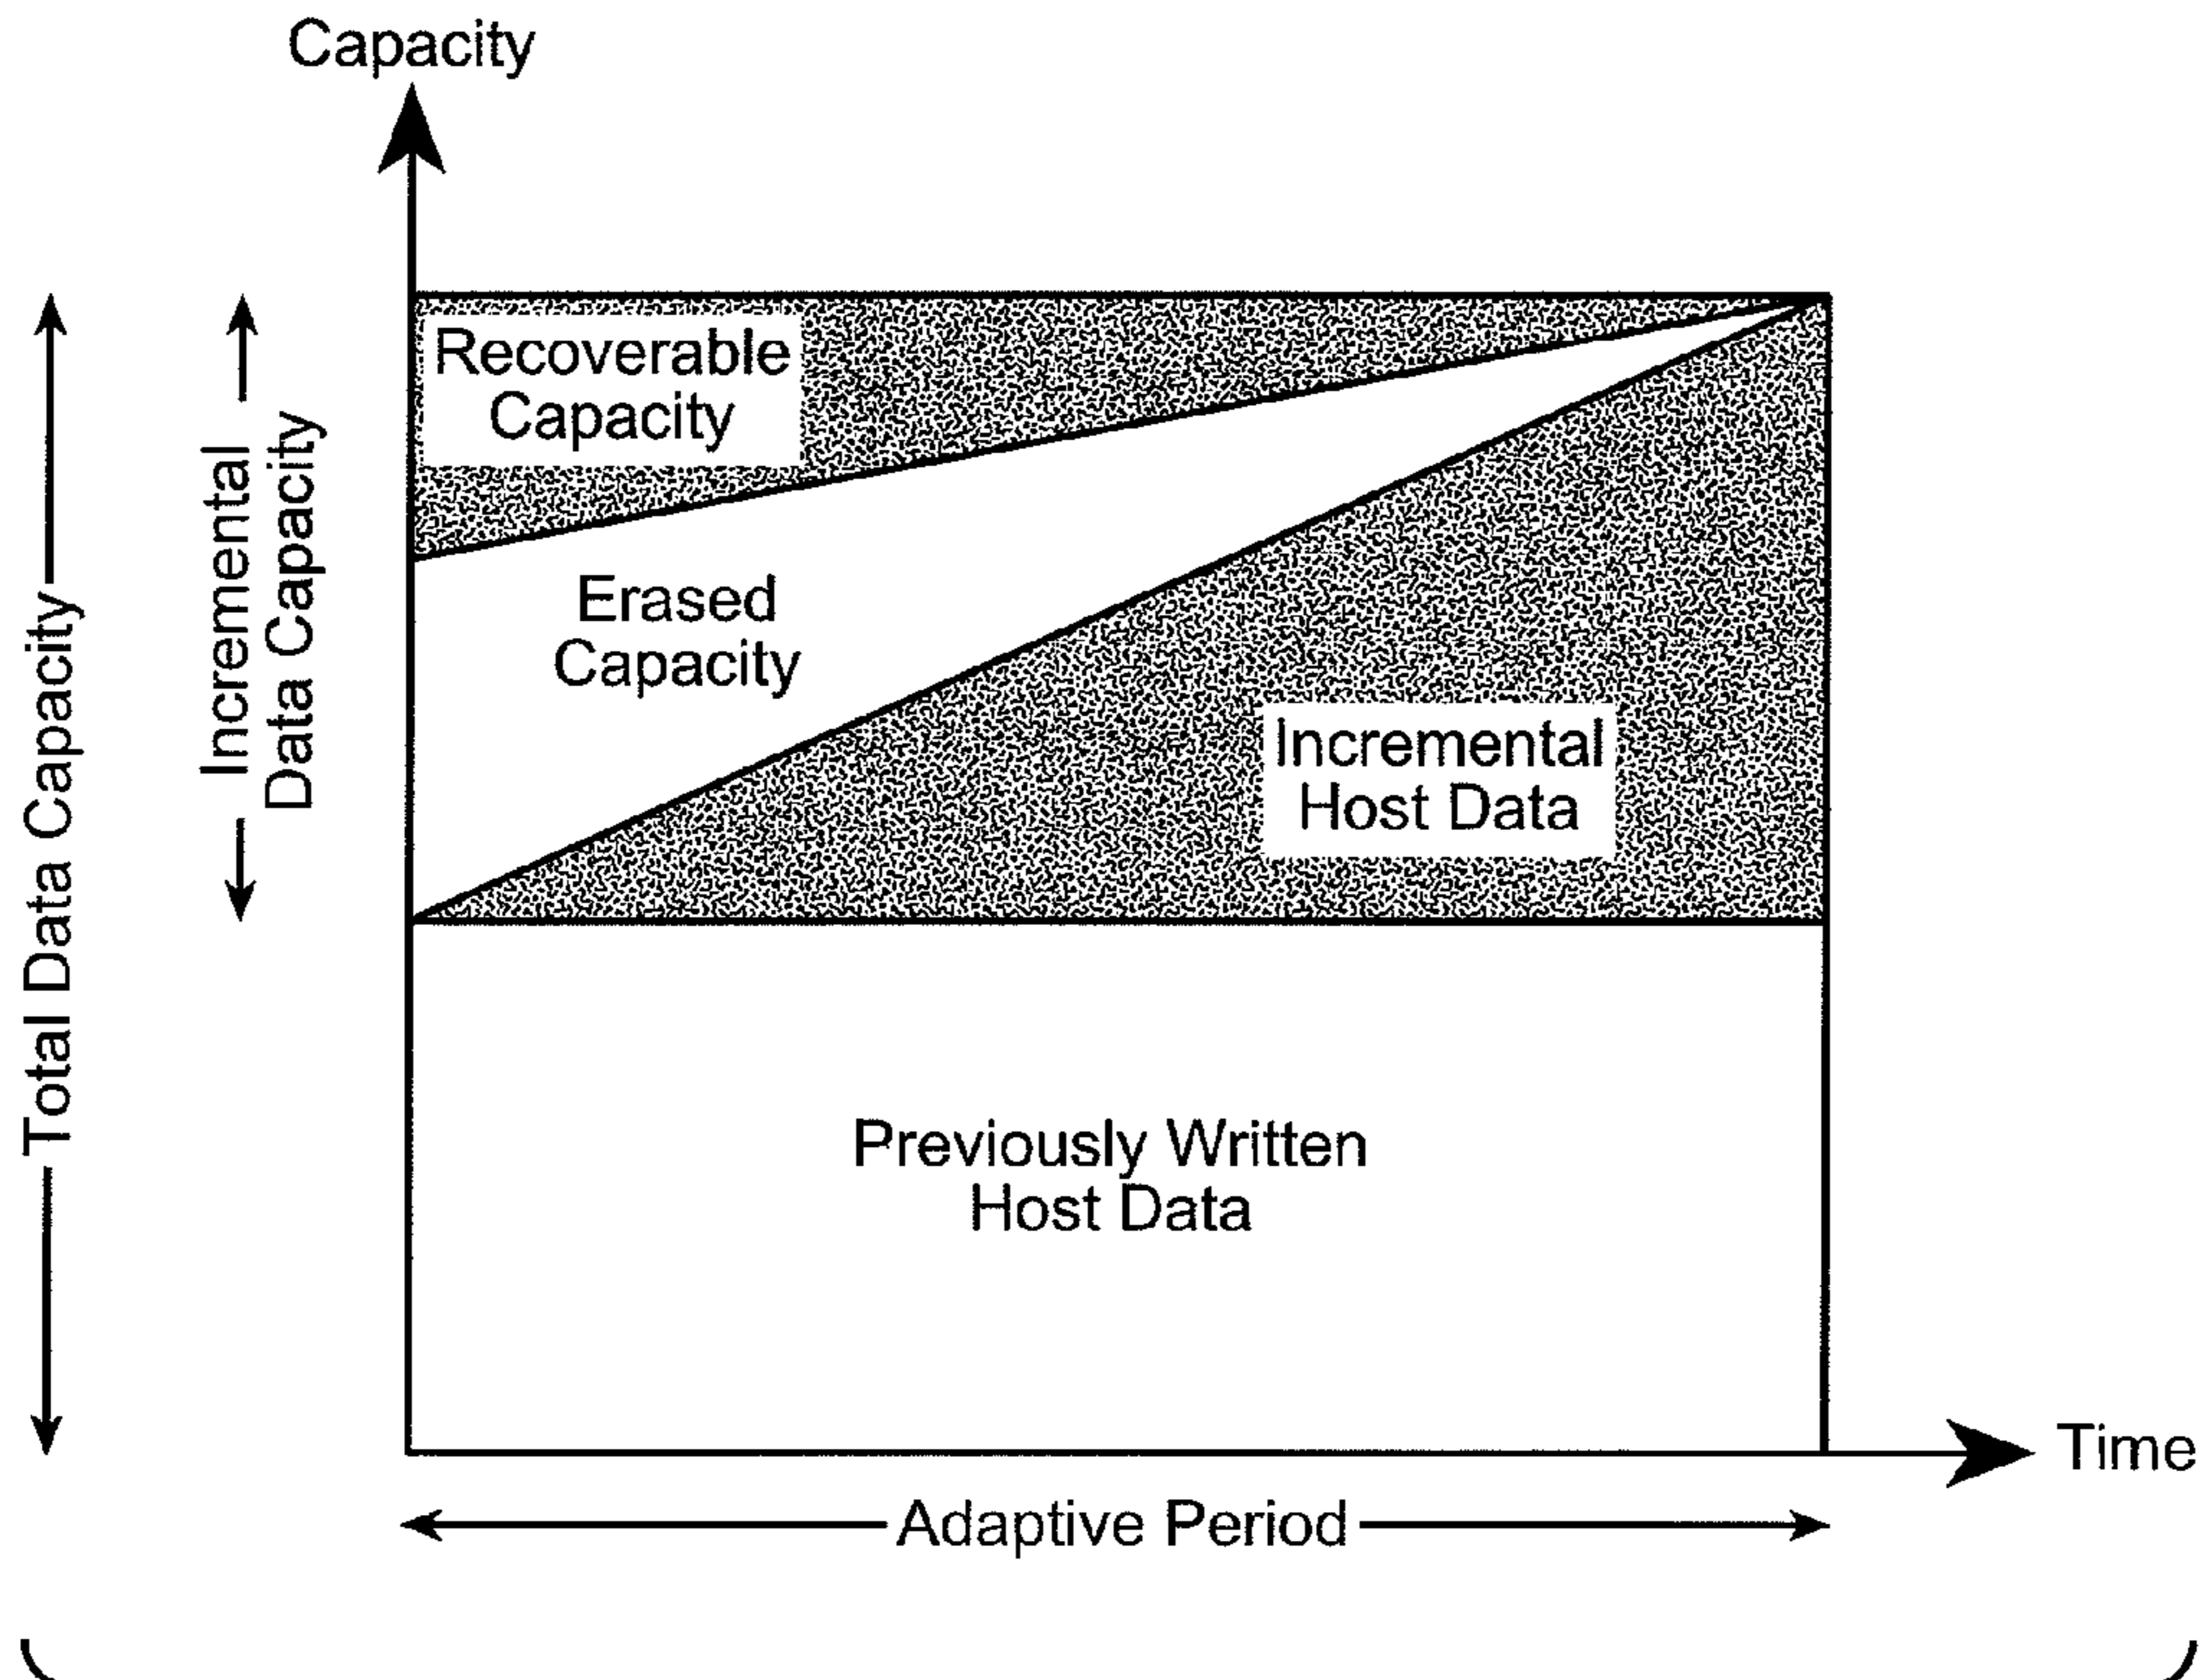 Capacity
Total Data Capacity
Incremental
Data Capacity
Recoverable
Capacity
Erased
Capacity
Incremental
Host Data
Previously Written
Host Data
Time
Adaptive Period